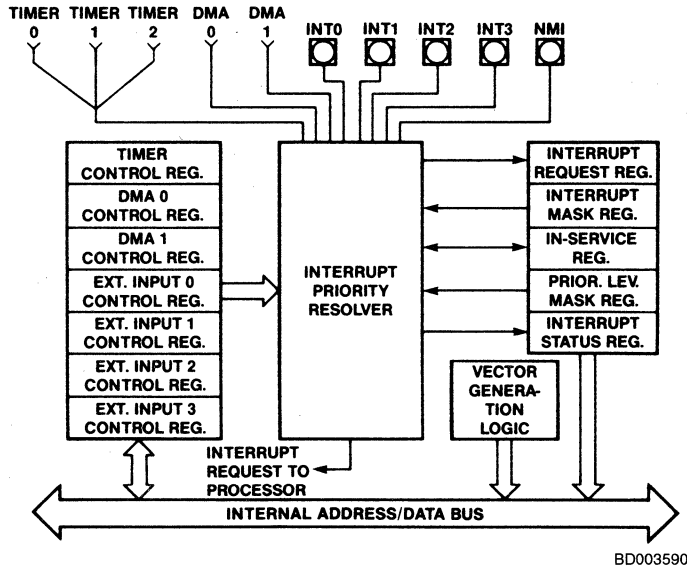 TIMER TIMER TIMER DMA DMA
0 1 2 0 1
INT0 INT1 INT2 INT3 NMI
TIMER
CONTROL REG.
DMA 0
CONTROL REG.
DMA 1
CONTROL REG.
EXT. INPUT 0
CONTROL REG.
EXT. INPUT 1
CONTROL REG.
EXT. INPUT 2
CONTROL REG.
EXT. INPUT 3
CONTROL REG.
INTERRUPT
PRIORITY
RESOLVER
INTERRUPT
REQUEST REG.
INTERRUPT
MASK REG.
IN-SERVICE
REG.
PRIOR. LEV.
MASK REG.
INTERRUPT
STATUS REG.
VECTOR
GENERA-
TION
LOGIC
INTERRUPT
REQUEST TO
PROCESSOR
INTERNAL ADDRESS/DATA BUS
BD003590